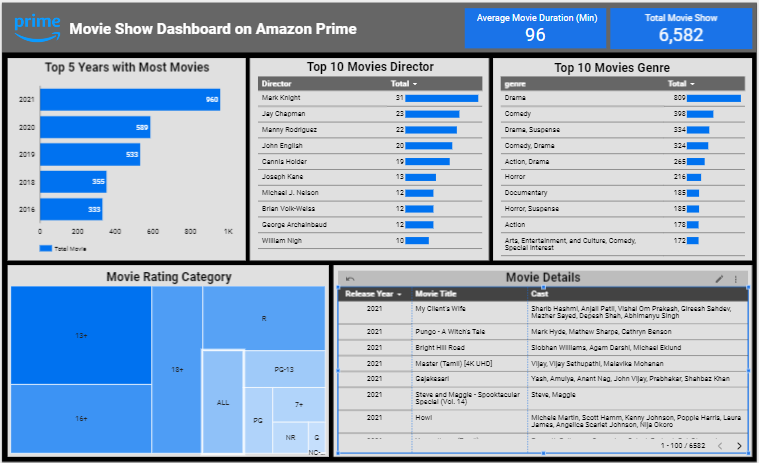 prime
Movie Show Dashboard on Amazon Prime
Average Movie Duration (Min)
96
Total Movie Show
6,582
Top 5 Years with Most Movies
2021 960
2020 589
2019 533
2018 355
2016 333
0 200 400 600 800 1K
Total Movie
Top 10 Movies Director
Director Total
Mark Knight 31
Jay Chapman 23
Manny Rodriguez 22
John English 20
Cannis Holder 19
Joseph Kane 13
Michael J. Nelson 12
Brian Volk-Weiss 12
George Archainbaud 12
William Nigh 10
Top 10 Movies Genre
genre Total
Drama 809
Comedy 398
Drama, Suspense 334
Comedy, Drama 324
Action, Drama 265
Horror 216
Documentary 185
Horror, Suspense 185
Action 178
Arts, Entertainment, and Culture, Comedy,
Special Interest 172
Movie Rating Category
13+
16+
18+
R
ALL
PG-13
PG
7+
NR
G
NC-...
Movie Details
Release Year Movie Title Cast
2021 My Client's Wife Sharib Hashmi, Anjali Patil, Vishal Om Prakash, Gireesh Sahdev,
Mazher Sayed, Depesh Shah, Abhimanyu Singh
2021 Pungo - A Witch's Tale Mark Hyde, Mathew Sharpe, Cathryn Benson
2021 Bright Hill Road Siobhan Williams, Agam Darshi, Michael Eklund
2021 Master (Tamil) [4K UHD] Vijay, Vijay Sethupathi, Malavika Mohanan
2021 Gajakesari Yash, Amulya, Anant Nag, John Vijay, Prabhakar, Shahbaz Khan
2021 Steve and Maggie - Spooktacular
Special (Vol. 14) Steve, Maggie
2021 Howl Michele Martin, Scott Hamm, Kenny Johnson, Poppie Harris, Laura
James, Angelica Scarlet Johnson, Nija Okoro
1 - 100 / 6582